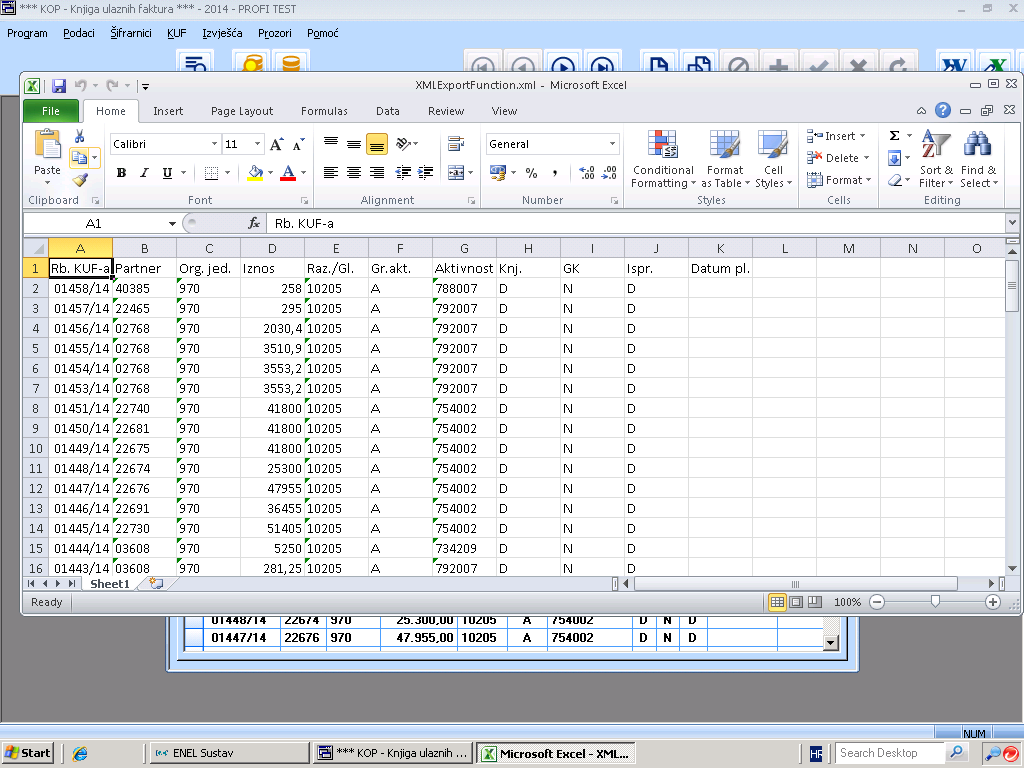 *** KOP - Knjiga ulaznih faktura *** - 2014 - PROFI TEST
Program Podaci Šifrarnici KUF Izvješća Prozori Pomoć
XMLExportFunction.xml - Microsoft Excel
File Home Insert Page Layout Formulas Data Review View
Calibri 11 General
Insert
Delete
Format
Paste
B I U
% ,
Conditional Formatting Format as Table Cell Styles
Sort & Filter Find & Select
Clipboard Font Alignment Number Styles Cells Editing
A1 fx Rb. KUF-a
A B C D E F G H I J K L M N O
1 Rb. KUF-a Partner Org. jed. Iznos Raz./Gl. Gr.akt. Aktivnost Knj. GK Ispr. Datum pl.
2 01458/14 40385 970 258 10205 A 788007 D N D
3 01457/14 22465 970 295 10205 A 792007 D N D
4 01456/14 02768 970 2030,4 10205 A 792007 D N D
5 01455/14 02768 970 3510,9 10205 A 792007 D N D
6 01454/14 02768 970 3553,2 10205 A 792007 D N D
7 01453/14 02768 970 3553,2 10205 A 792007 D N D
8 01451/14 22740 970 41800 10205 A 754002 D N D
9 01450/14 22681 970 41800 10205 A 754002 D N D
10 01449/14 22675 970 41800 10205 A 754002 D N D
11 01448/14 22674 970 25300 10205 A 754002 D N D
12 01447/14 22676 970 47955 10205 A 754002 D N D
13 01446/14 22691 970 36455 10205 A 754002 D N D
14 01445/14 22730 970 51405 10205 A 754002 D N D
15 01444/14 03608 970 5250 10205 A 734209 D N D
16 01443/14 03608 970 281,25 10205 A 792007 D N D
Sheet1
Ready 100%
01448/14 22674 970 25.300,00 10205 A 754002 D N D
01447/14 22676 970 47.955,00 10205 A 754002 D N D
NUM
Start ENEL Sustav *** KOP - Knjiga ulaznih ... Microsoft Excel - XML... HR Search Desktop